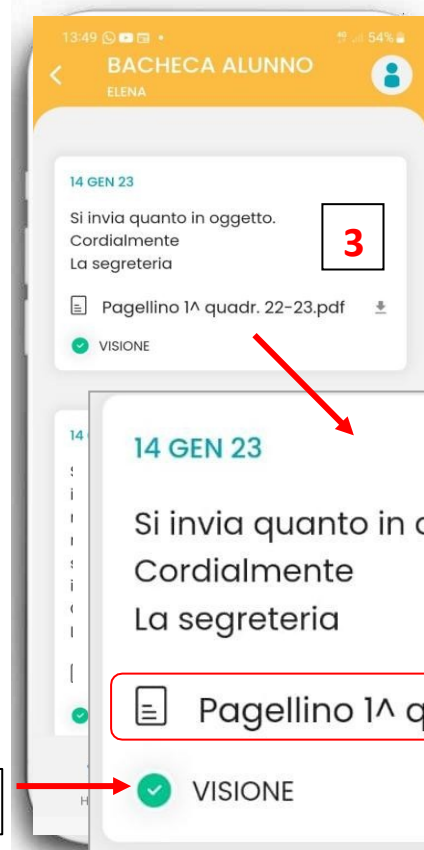 13:49
54%
BACHECA ALUNNO
ELENA
14 GEN 23
Si invia quanto in oggetto.
Cordialmente
La segreteria
3
Pagellino 1^ quadr. 22-23.pdf
VISIONE
14
14 GEN 23
Si invia quanto in
Cordialmente
La segreteria
Pagellino 1^
VISIONE
H